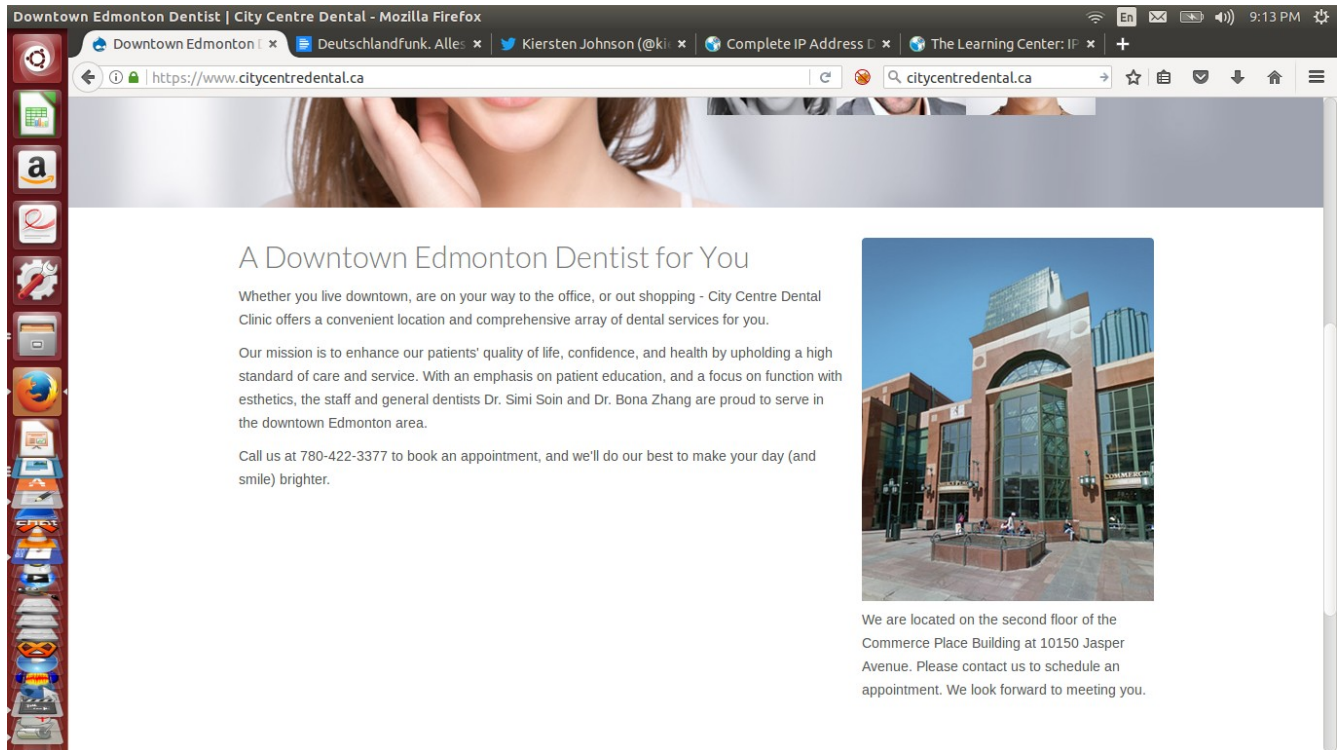 Downtown Edmonton Dentist | City Centre Dental - Mozilla Firefox
En
9:13 PM
Downtown Edmonton D
Deutschlandfunk. Alles
Kiersten Johnson (@kie
Complete IP Address D
The Learning Center: IP
https://www.citycentredental.ca
citycentredental.ca
A Downtown Edmonton Dentist for You
Whether you live downtown, are on your way to the office, or out shopping - City Centre Dental
Clinic offers a convenient location and comprehensive array of dental services for you.
Our mission is to enhance our patients' quality of life, confidence, and health by upholding a high
standard of care and service. With an emphasis on patient education, and a focus on function with
esthetics, the staff and general dentists Dr. Simi Soin and Dr. Bona Zhang are proud to serve in
the downtown Edmonton area.
Call us at 780-422-3377 to book an appointment, and we'll do our best to make your day (and
smile) brighter.
We are located on the second floor of the
Commerce Place Building at 10150 Jasper
Avenue. Please contact us to schedule an
appointment. We look forward to meeting you.